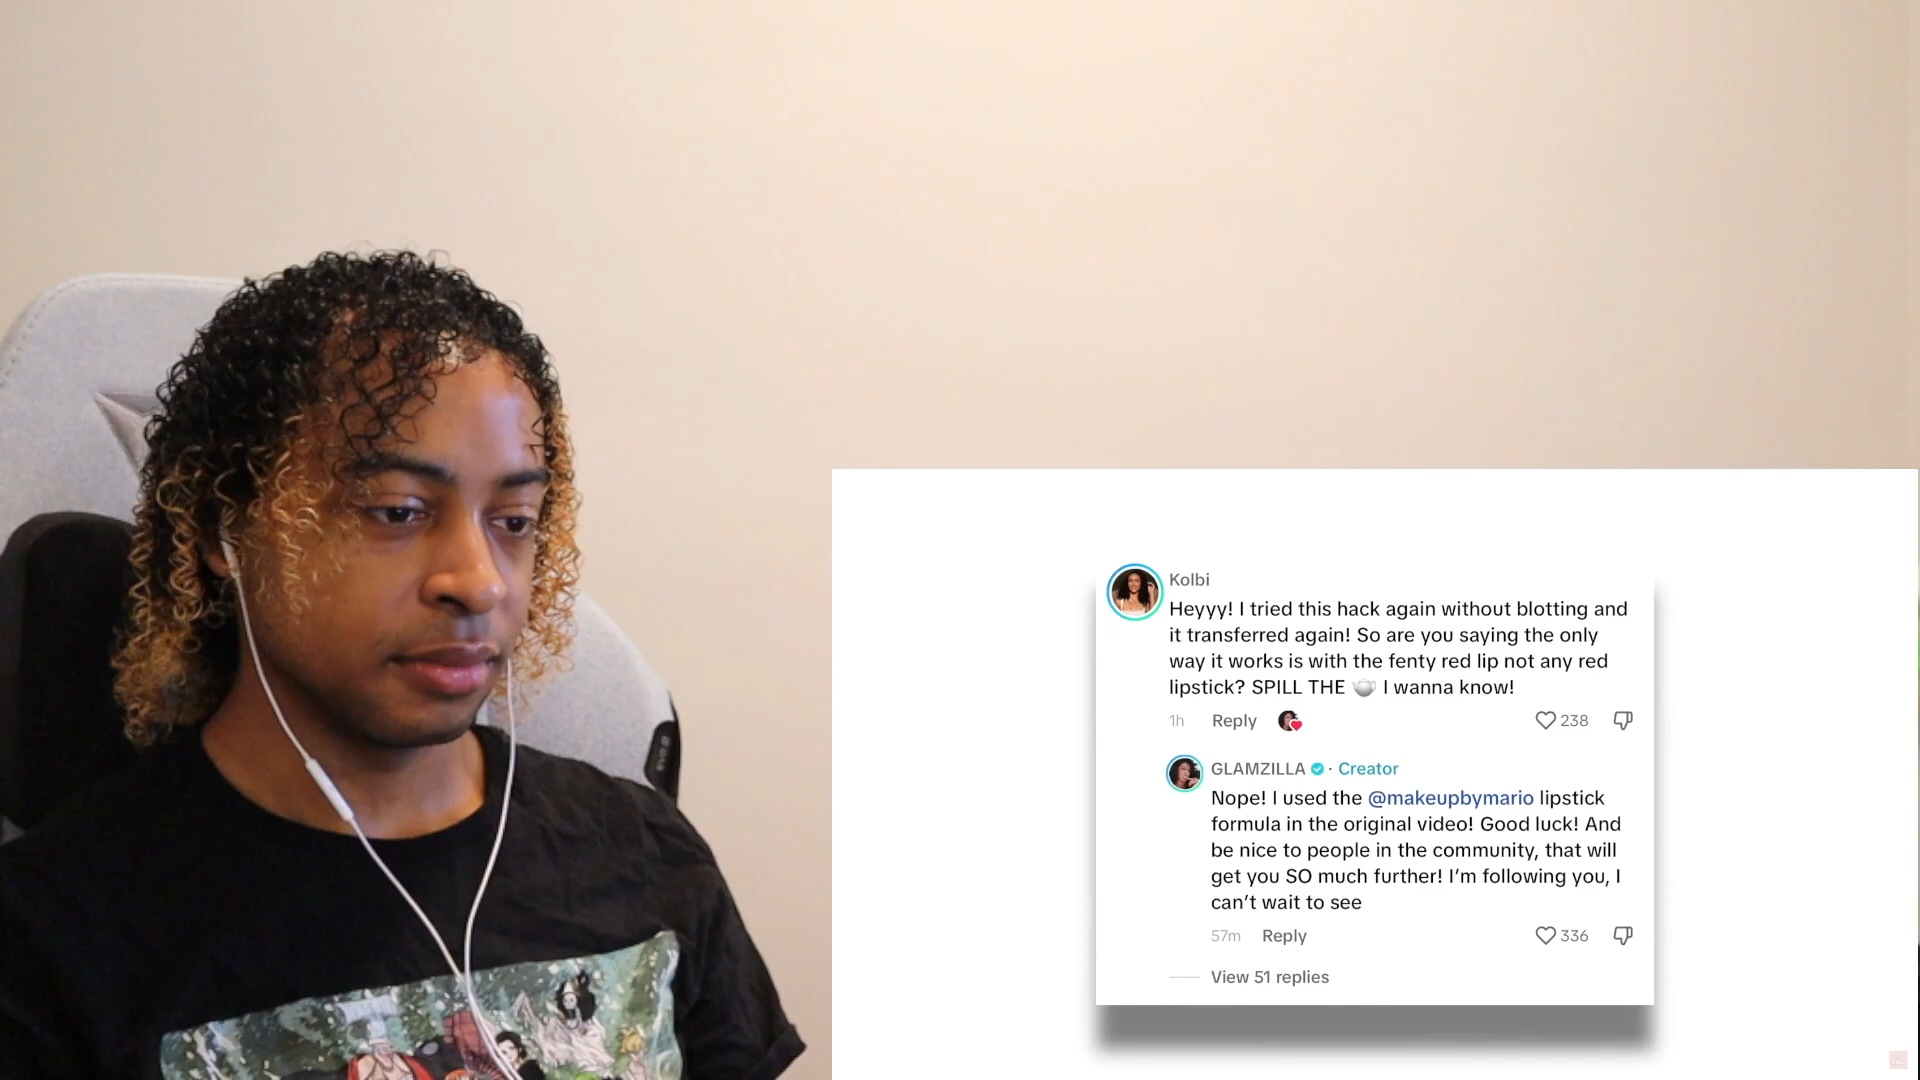 Kolbi
Heyyy! I tried this hack again without blotting and
it transferred again! So are you saying the only
way it works is with the fenty red lip not any red
lipstick? SPILL THE 🫖 I wanna know!
1h Reply 238
GLAMZILLA · Creator
Nope! I used the @makeupbymario lipstick
formula in the original video! Good luck! And
be nice to people in the community, that will
get you SO much further! I’m following you, I
can’t wait to see
57m Reply 336
View 51 replies